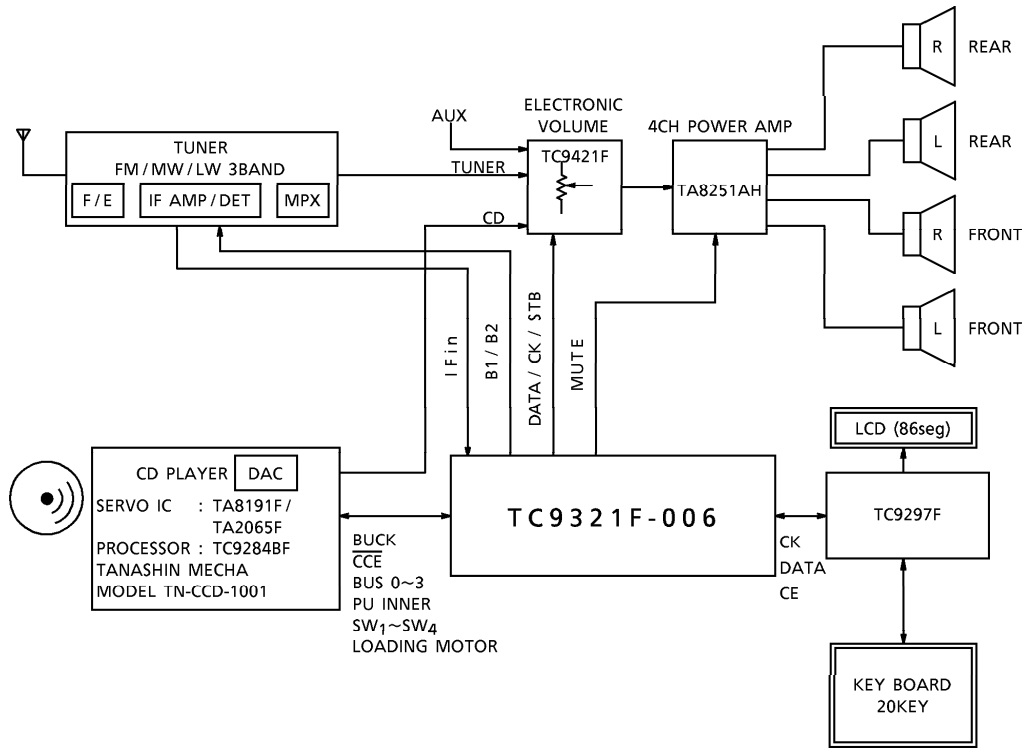 R REAR
ELECTRONIC
VOLUME
AUX
4CH POWER AMP
TUNER
FM/MW/LW 3BAND
F/E IF AMP/DET MPX
TUNER
CD
TC9421F
TA8251AH
L REAR
R FRONT
L FRONT
IFin
B1/B2
DATA/CK/STB
MUTE
LCD (86seg)
CD PLAYER DAC
SERVO IC : TA8191F/
TA2065F
PROCESSOR : TC9284BF
TANASHIN MECHA
MODEL TN-CCD-1001
TC9321F-006
TC9297F
BUCK
C̅C̅E̅
BUS 0~3
PU INNER
SW₁~SW₄
LOADING MOTOR
CK
DATA
CE
KEY BOARD
20KEY